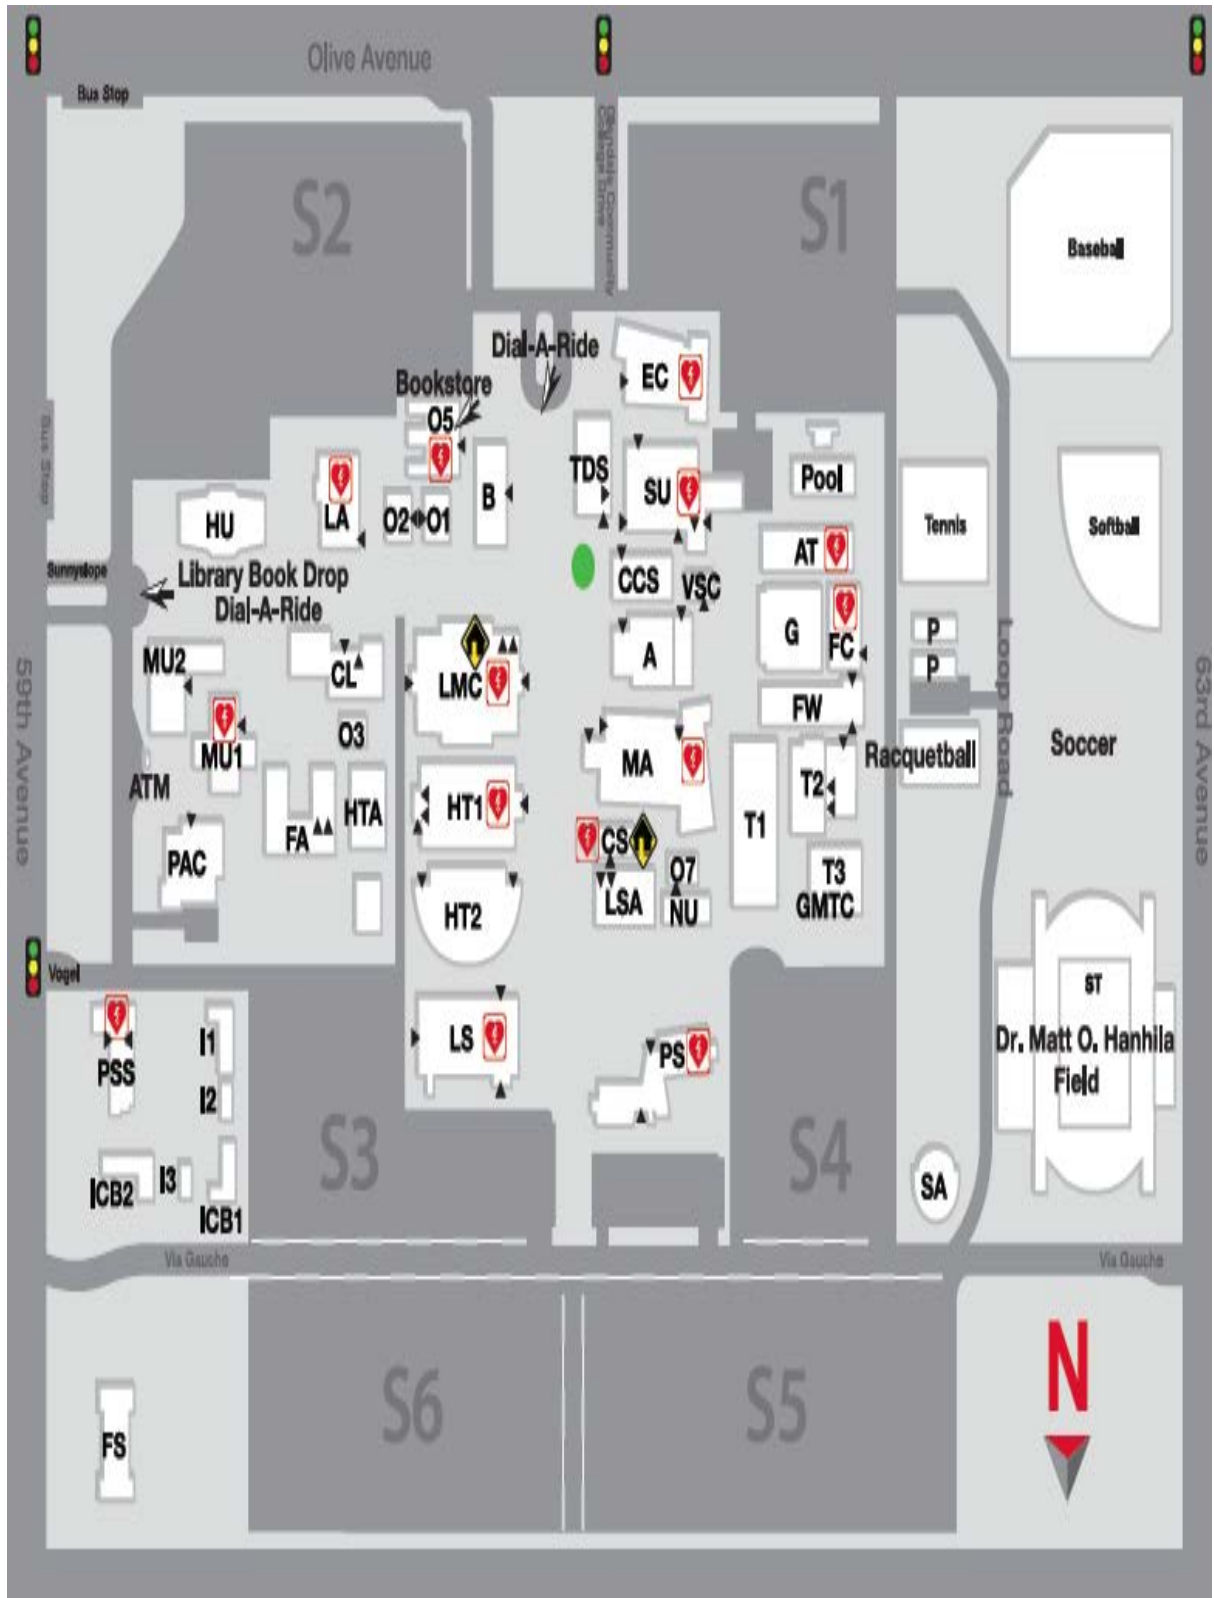 Olive Avenue
Bus Stop
Glendale Community
College Drive
S2
S1
Baseball
Dial-A-Ride
EC
Bookstore
O5
TDS
SU
Pool
B
LA
O2
O1
HU
Tennis
Softball
Bus Stop
AT
Sunnyslope
Library Book Drop
Dial-A-Ride
CCS
VSC
G
FC
P
P
MU2
CL
LMC
A
FW
Loop Road
59th Avenue
63rd Avenue
O3
MU1
ATM
MA
Racquetball
Soccer
T2
HT1
HTA
FA
T1
PAC
CS
O7
T3
GMTC
HT2
LSA
NU
Vogel
ST
Dr. Matt O. Hanhila
Field
PSS
I1
I2
LS
PS
S3
S4
ICB2
I3
ICB1
SA
Via Gaucho
Via Gaucho
S6
S5
N
FS